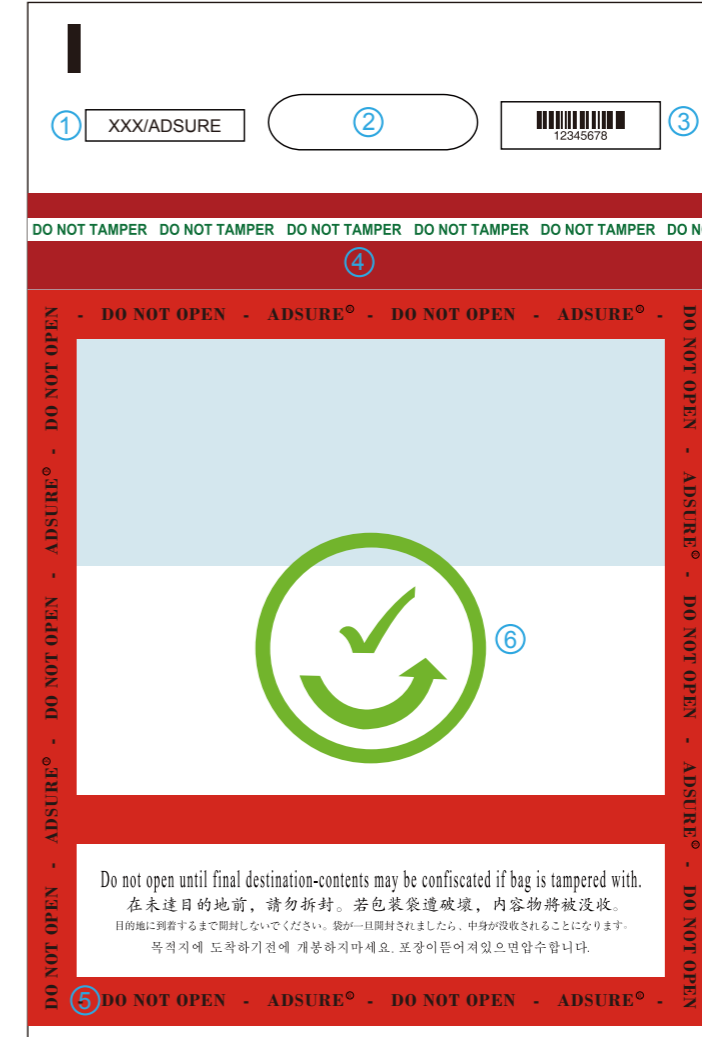 ① XXX/ADSURE ② 12345678 ③
DO NOT TAMPER DO NOT TAMPER DO NOT TAMPER DO NOT TAMPER DO NOT TAMPER DO N
④
- DO NOT OPEN - ADSURE® - DO NOT OPEN - ADSURE® -
DO NOT OPEN - ADSURE® - DO NOT OPEN - ADSURE® - DO NOT OPEN
DO NOT OPEN - ADSURE® - DO NOT OPEN - ADSURE® - DO NOT OPEN
⑥
Do not open until final destination-contents may be confiscated if bag is tampered with.
在未達目的地前，請勿拆封。若包裝袋遭破壞，內容物將被沒收。
目的地に到着するまで開封しないでください。袋が一旦開封されましたら、中身が没収されることになります。
목적지에 도착하기전에 개봉하지마세요. 포장이뜯어져있으면압수합니다.
⑤ - DO NOT OPEN - ADSURE® - DO NOT OPEN - ADSURE® -